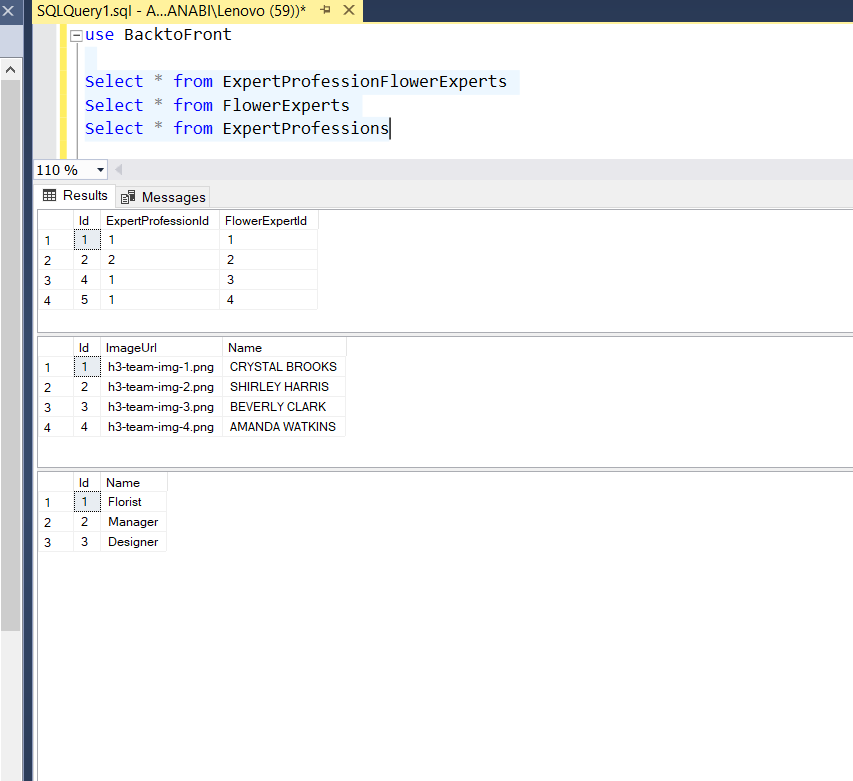 SQLQuery1.sql - A...ANABI\Lenovo (59))*
use BacktoFront
Select * from ExpertProfessionFlowerExperts
Select * from FlowerExperts
Select * from ExpertProfessions
110 %
Results Messages
Id ExpertProfessionId FlowerExpertId
1 1 1 1
2 2 2 2
3 4 1 3
4 5 1 4
Id ImageUrl Name
1 1 h3-team-img-1.png CRYSTAL BROOKS
2 2 h3-team-img-2.png SHIRLEY HARRIS
3 3 h3-team-img-3.png BEVERLY CLARK
4 4 h3-team-img-4.png AMANDA WATKINS
Id Name
1 1 Florist
2 2 Manager
3 3 Designer